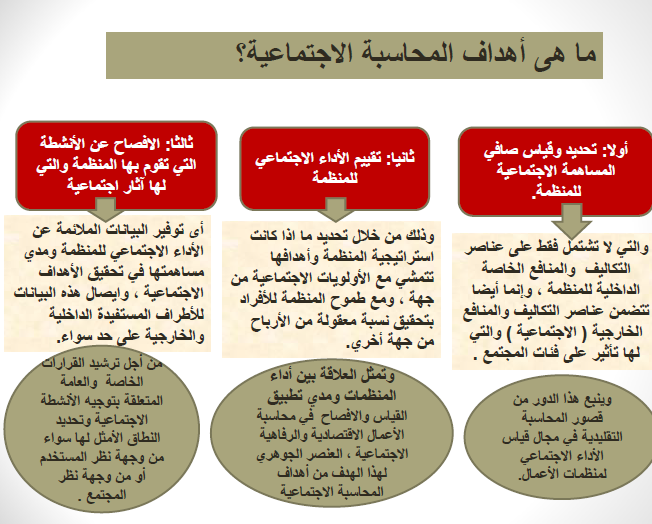 ما هى أهداف المحاسبة الاجتماعية؟
أولا: تحديد وقياس صافي
المساهمة الاجتماعية
للمنظمة.
والتي لا تشتمل فقط على عناصر
التكاليف والمنافع الخاصة
الداخلية للمنظمة ، وإنما أيضا
تتضمن عناصر التكاليف والمنافع
الخارجية ( الاجتماعية ) والتي
لها تأثير على فئات المجتمع .
وينبع هذا الدور من
قصور المحاسبة
التقليدية في مجال قياس
الأداء الاجتماعي
لمنظمات الأعمال.
ثانيا: تقييم الأداء الاجتماعي
للمنظمة
وذلك من خلال تحديد ما اذا كانت
استراتيجية المنظمة وأهدافها
تتمشي مع الأولويات الاجتماعية من
جهة ، ومع طموح المنظمة للأفراد
بتحقيق نسبة معقولة من الأرباح
من جهة أخري.
وتمثل العلاقة بين أداء
المنظمات ومدي تطبيق
القياس والافصاح في محاسبة
الأعمال الاقتصادية والرفاهية
الاجتماعية ، العنصر الجوهري
لهذا الهدف من أهداف
المحاسبة الاجتماعية
ثالثا: الافصاح عن الأنشطة
التي تقوم بها المنظمة والتي
لها آثار اجتماعية
أى توفير البيانات الملائمة عن
الأداء الاجتماعي للمنظمة ومدي
مساهمتها في تحقيق الأهداف
الاجتماعية ، وايصال هذه البيانات
للأطراف المستفيدة الداخلية
والخارجية على حد سواء.
من أجل ترشيد القرارات
الخاصة والعامة
المتعلقة بتوجيه الأنشطة
الاجتماعية وتحديد
النطاق الأمثل لها سواء
من وجهة نظر المستخدم
أو من وجهة نظر
المجتمع .